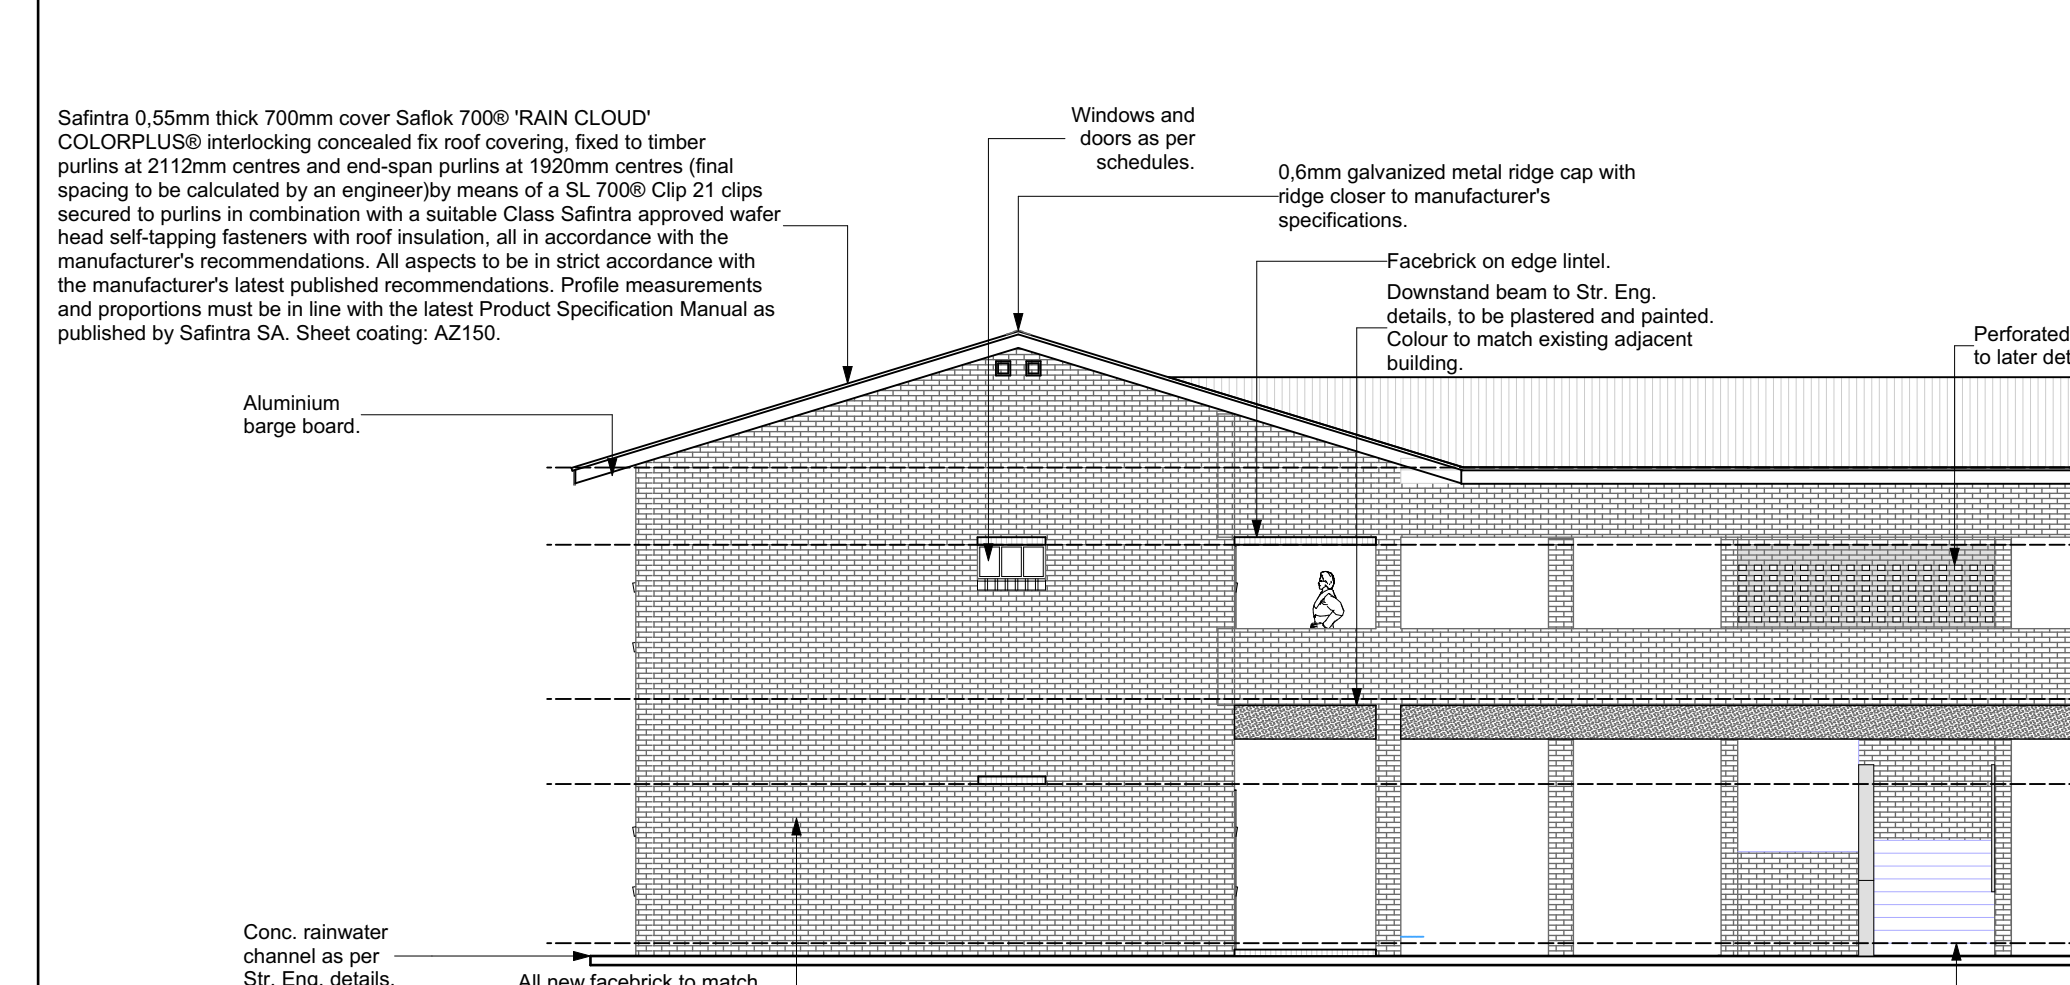 Safintra 0,55mm thick 700mm cover Saflok 700® 'RAIN CLOUD'
COLORPLUS® interlocking concealed fix roof covering, fixed to timber
purlins at 2112mm centres and end-span purlins at 1920mm centres (final
spacing to be calculated by an engineer)by means of a SL 700® Clip 21 clips
secured to purlins in combination with a suitable Class Safintra approved wafer
head self-tapping fasteners with roof insulation, all in accordance with the
manufacturer's recommendations. All aspects to be in strict accordance with
the manufacturer's latest published recommendations. Profile measurements
and proportions must be in line with the latest Product Specification Manual as
published by Safintra SA. Sheet coating: AZ150.
Windows and
doors as per
schedules.
0,6mm galvanized metal ridge cap with
ridge closer to manufacturer's
specifications.
Facebrick on edge lintel.
Downstand beam to Str. Eng.
details, to be plastered and painted.
Colour to match existing adjacent
building.
Perforated
to later det
Aluminium
barge board.
Conc. rainwater
channel as per
Str. Eng. details.
All new facebrick to match